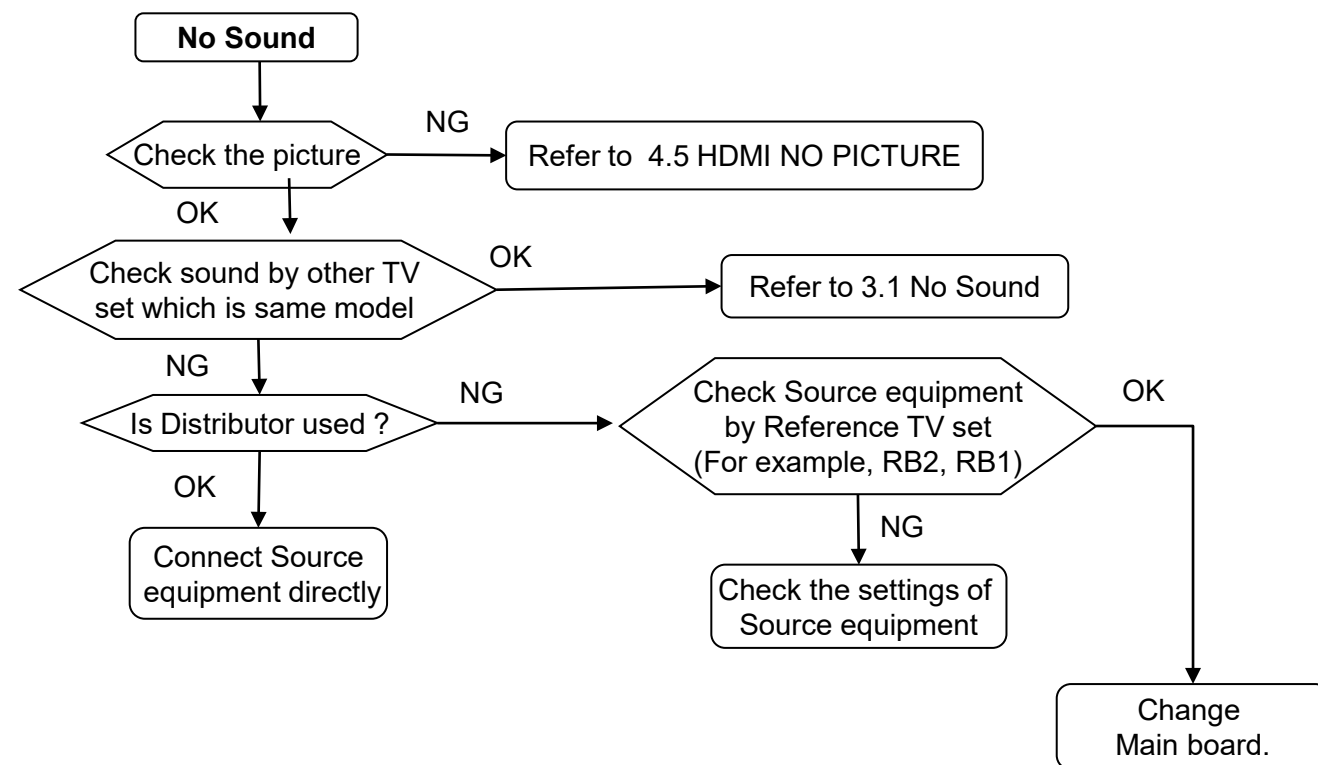 No Sound
NG
Check the picture
Refer to 4.5 HDMI NO PICTURE
OK
OK
Check sound by other TV
set which is same model
Refer to 3.1 No Sound
NG
NG
Is Distributor used ?
Check Source equipment
by Reference TV set
(For example, RB2, RB1)
OK
OK
Connect Source
equipment directly
NG
Check the settings of
Source equipment
Change
Main board.